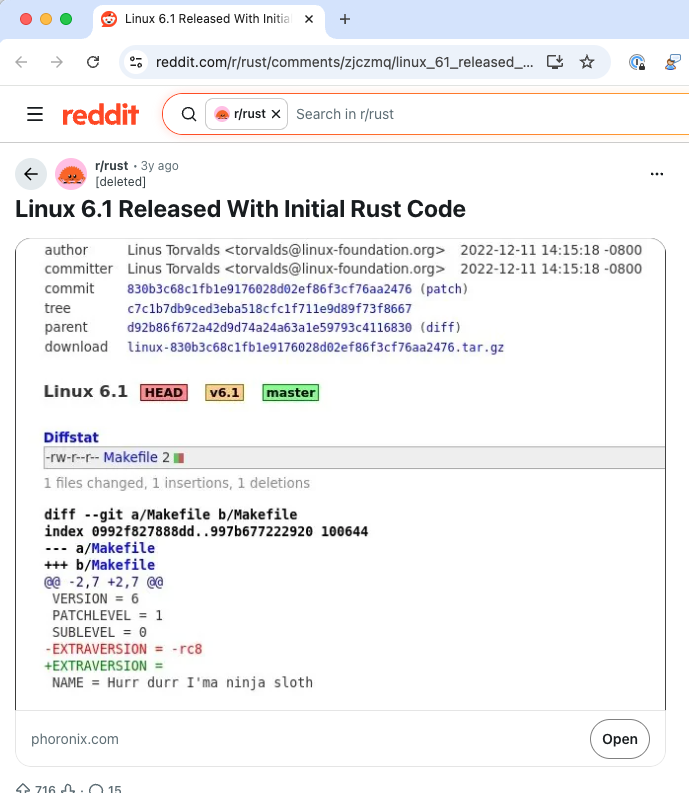 Linux 6.1 Released With Initia
reddit.com/r/rust/comments/zjczmq/linux_61_released_...
reddit
r/rust
Search in r/rust
r/rust • 3y ago
[deleted]
Linux 6.1 Released With Initial Rust Code
author Linus Torvalds <torvalds@linux-foundation.org> 2022-12-11 14:15:18 -0800
committer Linus Torvalds <torvalds@linux-foundation.org> 2022-12-11 14:15:18 -0800
commit 830b3c68c1fb1e9176028d02ef86f3cf76aa2476 (patch)
tree c7c1b7db9ced3eba518cfc1f711e9d89f73f8667
parent d92b86f672a42d9d74a24a63a1e59793c4116830 (diff)
download linux-830b3c68c1fb1e9176028d02ef86f3cf76aa2476.tar.gz
Linux 6.1 HEAD v6.1 master
Diffstat
-rw-r--r-- Makefile 2
1 files changed, 1 insertions, 1 deletions
diff --git a/Makefile b/Makefile
index 0992f827888dd..997b677222920 100644
--- a/Makefile
+++ b/Makefile
@@ -2,7 +2,7 @@
VERSION = 6
PATCHLEVEL = 1
SUBLEVEL = 0
-EXTRAVERSION = -rc8
+EXTRAVERSION =
NAME = Hurr durr I'ma ninja sloth
phoronix.com
Open
716 · 15